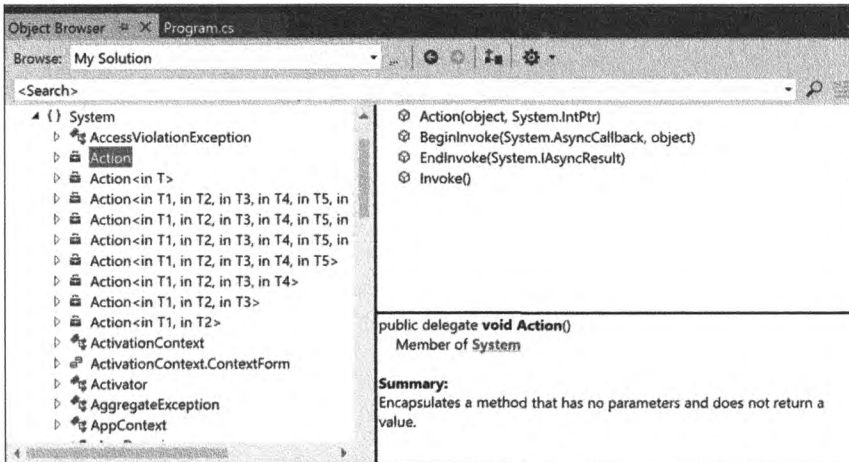 Object Browser Program.cs
Browse: My Solution ...
<Search>
{ } System
AccessViolationException
Action
Action<in T>
Action<in T1, in T2, in T3, in T4, in T5, in
Action<in T1, in T2, in T3, in T4, in T5, in
Action<in T1, in T2, in T3, in T4, in T5, in
Action<in T1, in T2, in T3, in T4, in T5>
Action<in T1, in T2, in T3, in T4>
Action<in T1, in T2, in T3>
Action<in T1, in T2>
ActivationContext
ActivationContext.ContextForm
Activator
AggregateException
AppContext
Action(object, System.IntPtr)
BeginInvoke(System.AsyncCallback, object)
EndInvoke(System.IAsyncResult)
Invoke()
public delegate void Action()
Member of System
Summary:
Encapsulates a method that has no parameters and does not return a
value.